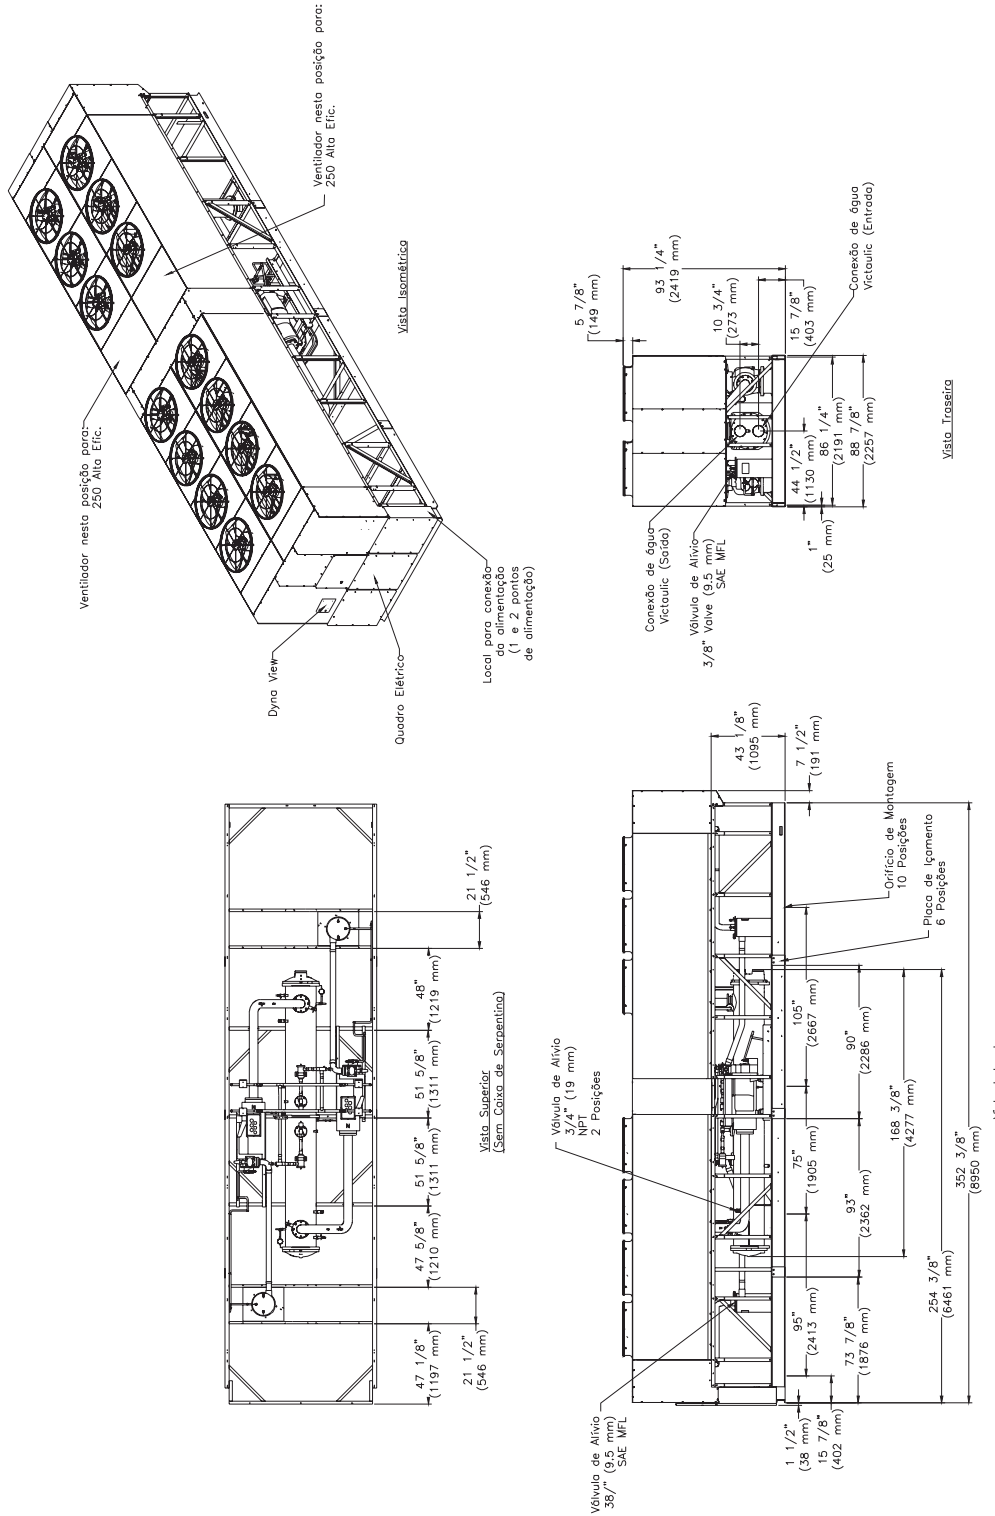 Ventilador nesta posição para:
250 Alta Efic.
Ventilador nesta posição para:
250 Alta Efic.
Dyna View
Quadro Elétrico
Local para conexão
da alimentação
(1 e 2 pontos
de alimentação)
Vista Isométrica
47 1/8"
(1197 mm)
21 1/2"
(546 mm)
47 5/8"
(1210 mm)
51 5/8"
(1311 mm)
51 5/8"
(1311 mm)
48"
(1219 mm)
21 1/2"
(546 mm)
Vista Superior
(Sem Caixa de Serpentina)
5 7/8"
(149 mm)
93 1/4"
(2419 mm)
10 3/4"
(273 mm)
15 7/8"
(403 mm)
Conexão de água
Victaulic (Entrada)
Conexão de água
Victaulic (Saída)
Válvula de Alívio
3/8" Valve (9.5 mm)
SAE MFL
1"
(25 mm)
44 1/2"
(1130 mm)
86 1/4"
(2191 mm)
88 7/8"
(2257 mm)
Vista Traseira
Válvula de Alívio
38/" (9.5 mm)
SAE MFL
Válvula de Alívio
3/4" (19 mm)
NPT
2 Posições
43 1/8"
(1095 mm)
7 1/2"
(191 mm)
Orifício de Montagem
10 Posições
Placa de Içamento
6 Posições
1 1/2"
(38 mm)
15 7/8"
(402 mm)
95"
(2413 mm)
75"
(1905 mm)
105"
(2667 mm)
73 7/8"
(1876 mm)
93"
(2362 mm)
90"
(2286 mm)
168 3/8"
(4277 mm)
254 3/8"
(6461 mm)
352 3/8"
(8950 mm)